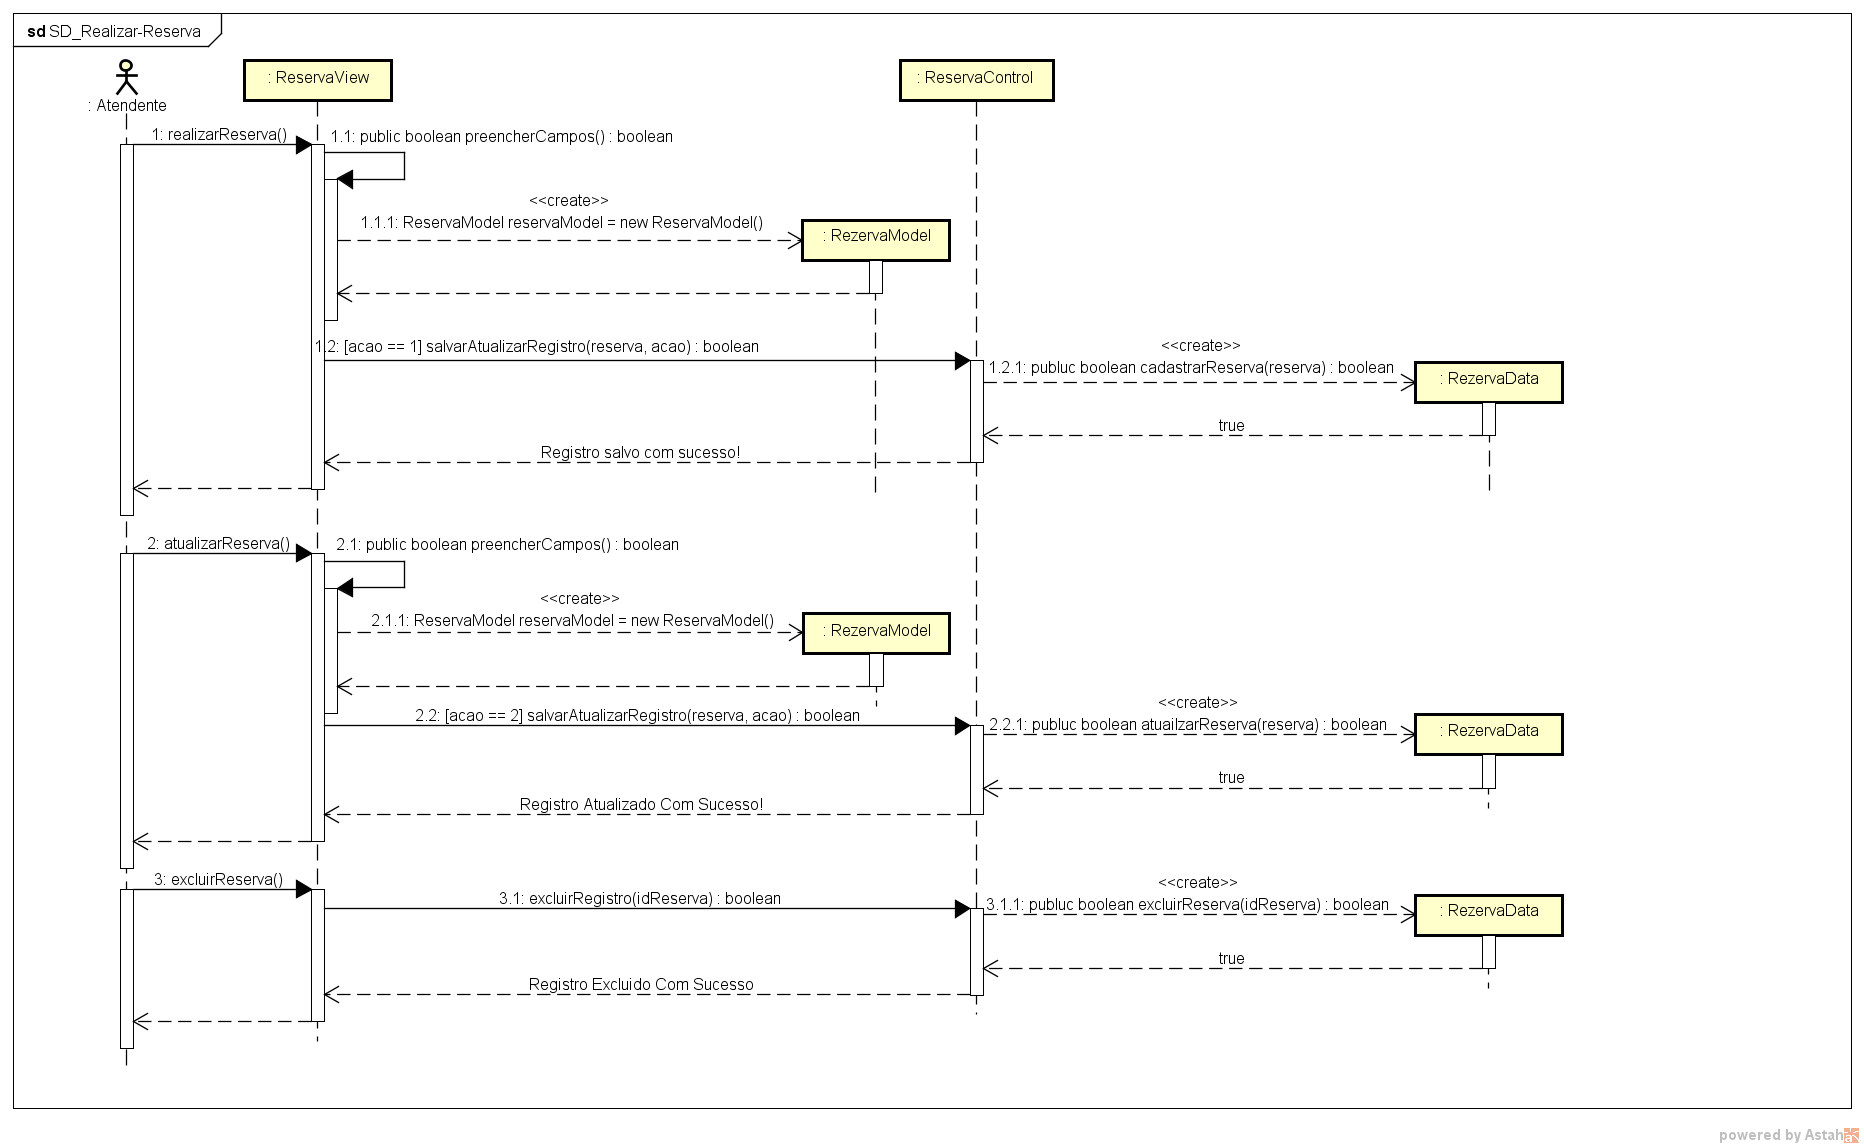 sd SD_Realizar-Reserva
: Atendente
: ReservaView
: ReservaControl
1: realizarReserva()
1.1: public boolean preencherCampos() : boolean
<<create>>
1.1.1: ReservaModel reservaModel = new ReservaModel()
: RezervaModel
1.2: [acao == 1] salvarAtualizarRegistro(reserva, acao) : boolean
<<create>>
1.2.1: publuc boolean cadastrarReserva(reserva) : boolean
: RezervaData
true
Registro salvo com sucesso!
2: atualizarReserva()
2.1: public boolean preencherCampos() : boolean
<<create>>
2.1.1: ReservaModel reservaModel = new ReservaModel()
: RezervaModel
2.2: [acao == 2] salvarAtualizarRegistro(reserva, acao) : boolean
<<create>>
2.2.1: publuc boolean atuailzarReserva(reserva) : boolean
: RezervaData
true
Registro Atualizado Com Sucesso!
3: excluirReserva()
3.1: excluirRegistro(idReserva) : boolean
<<create>>
3.1.1: publuc boolean excluirReserva(idReserva) : boolean
: RezervaData
true
Registro Excluido Com Sucesso
powered by Astah